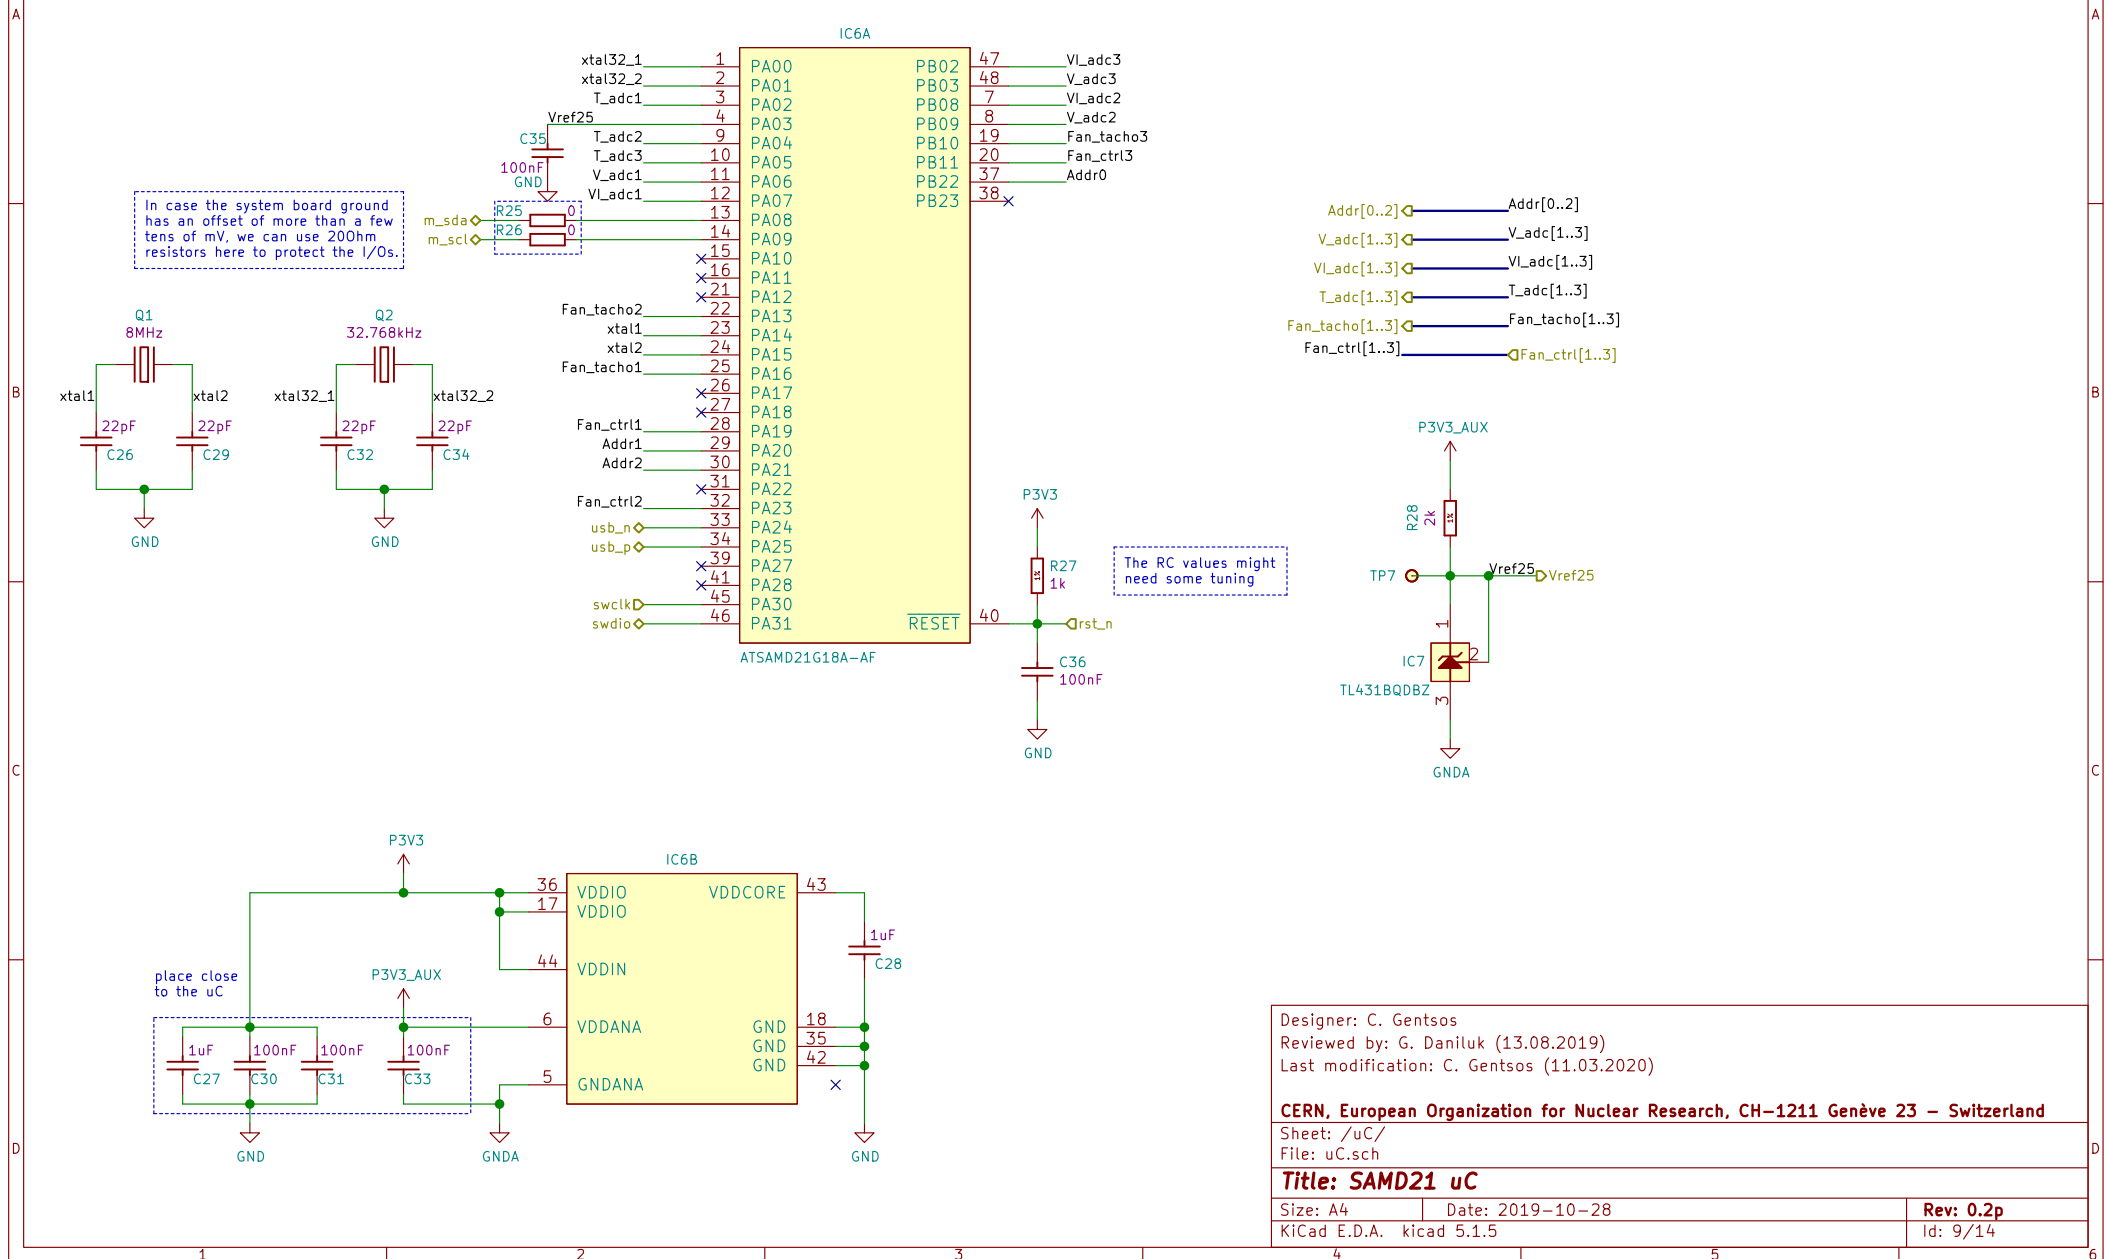 A
A
IC6A
xtal32_1
1
PA00
PB02
47
VI_adc3
xtal32_2
2
PA01
PB03
48
V_adc3
T_adc1
3
PA02
PB08
7
VI_adc2
Vref25
4
PA03
PB09
8
V_adc2
C35
100nF
GND
T_adc2
9
PA04
PB10
19
Fan_tacho3
T_adc3
10
PA05
PB11
20
Fan_ctrl3
V_adc1
11
PA06
PB22
37
Addr0
VI_adc1
12
PA07
PB23
38
m_sda
R25
0
13
PA08
m_scl
R26
0
14
PA09
15
PA10
16
PA11
21
PA12
Fan_tacho2
22
PA13
xtal1
23
PA14
xtal2
24
PA15
Fan_tacho1
25
PA16
26
PA17
27
PA18
Fan_ctrl1
28
PA19
Addr1
29
PA20
Addr2
30
PA21
31
PA22
Fan_ctrl2
32
PA23
usb_n
33
PA24
usb_p
34
PA25
39
PA27
41
PA28
swclk
45
PA30
swdio
46
PA31
RESET
40
rst_n
ATSAMD21G18A-AF
In case the system board ground
has an offset of more than a few
tens of mV, we can use 20Ohm
resistors here to protect the I/Os.
Addr[0..2]
Addr[0..2]
V_adc[1..3]
V_adc[1..3]
VI_adc[1..3]
VI_adc[1..3]
T_adc[1..3]
T_adc[1..3]
Fan_tacho[1..3]
Fan_tacho[1..3]
Fan_ctrl[1..3]
Fan_ctrl[1..3]
Q1
8MHz
xtal1
xtal2
22pF
C26
22pF
C29
GND
Q2
32.768kHz
xtal32_1
xtal32_2
22pF
C32
22pF
C34
GND
B
B
P3V3
R27
1%
1k
The RC values might
need some tuning
C36
100nF
GND
P3V3_AUX
R28
2k
1%
TP7
Vref25
Vref25
1
IC7
2
TL431BQDBZ
3
GNDA
C
C
P3V3
IC6B
36
VDDIO
VDDCORE
43
17
VDDIO
44
VDDIN
6
VDDANA
GND
18
GND
35
GND
42
5
GNDANA
1uF
C28
GND
place close
to the uC
P3V3_AUX
1uF
C27
100nF
C30
100nF
C31
100nF
C33
GND
GNDA
D
D
Designer: C. Gentsos
Reviewed by: G. Daniluk (13.08.2019)
Last modification: C. Gentsos (11.03.2020)
CERN, European Organization for Nuclear Research, CH-1211 Genève 23 - Switzerland
Sheet: /uC/
File: uC.sch
Title: SAMD21 uC
Size: A4
Date: 2019-10-28
Rev: 0.2p
KiCad E.D.A.  kicad 5.1.5
Id: 9/14
1
2
3
4
5
6